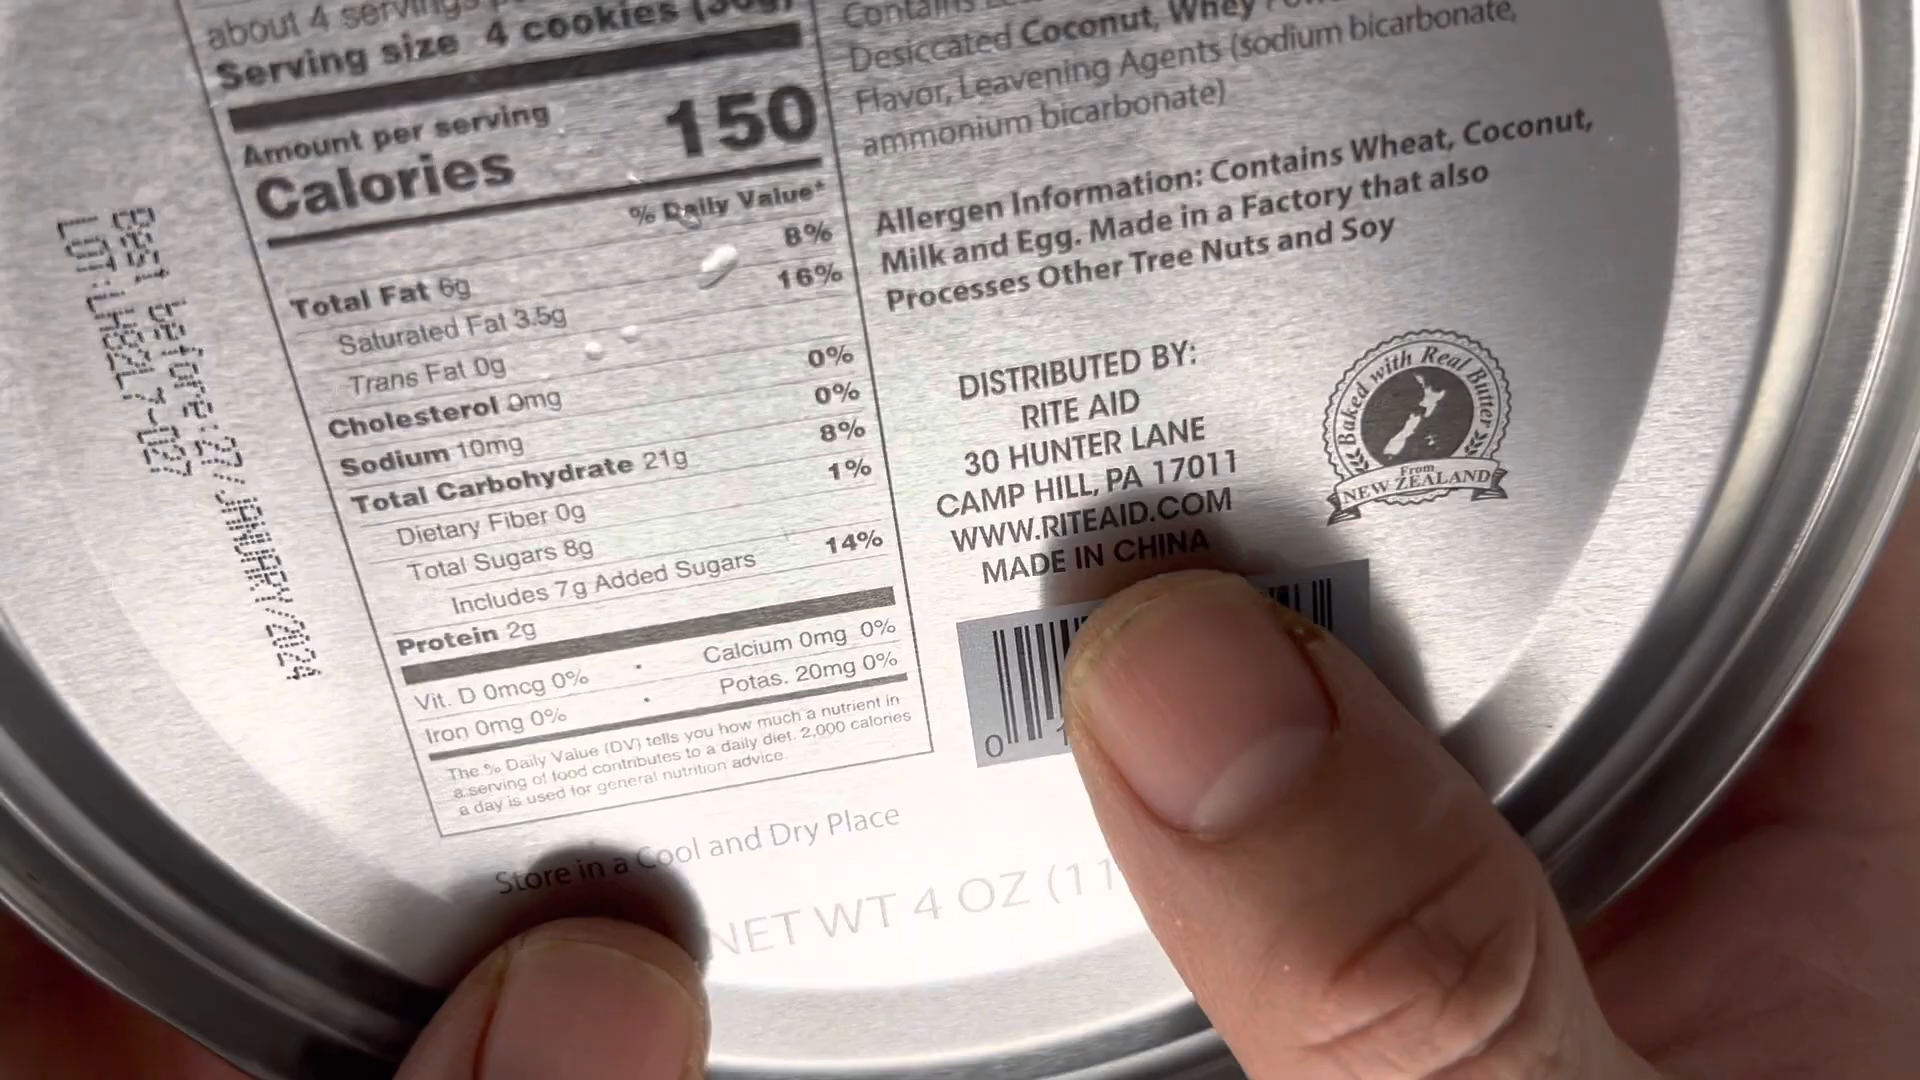 about 4 servings
Serving size 4 cookies (30g)
Amount per serving
Calories 150
% Daily Value*
Total Fat 6g 8%
Saturated Fat 3.5g 16%
Trans Fat 0g
Cholesterol 0mg 0%
Sodium 10mg 0%
Total Carbohydrate 21g 8%
Dietary Fiber 0g 1%
Total Sugars 8g
Includes 7g Added Sugars 14%
Protein 2g
Vit. D 0mcg 0% · Calcium 0mg 0%
Iron 0mg 0% · Potas. 20mg 0%
The % Daily Value (DV) tells you how much a nutrient in
a serving of food contributes to a daily diet. 2,000 calories
a day is used for general nutrition advice
Contains
Desiccated Coconut, Whey
Flavor, Leavening Agents (sodium bicarbonate,
ammonium bicarbonate)
Allergen Information: Contains Wheat, Coconut,
Milk and Egg. Made in a Factory that also
Processes Other Tree Nuts and Soy
DISTRIBUTED BY:
RITE AID
30 HUNTER LANE
CAMP HILL, PA 17011
WWW.RITEAID.COM
MADE IN CHINA
Baked with Real Butter
From
NEW ZEALAND
0
Store in a Cool and Dry Place
NET WT 4 OZ (11
Best Before: 27/JANUARY/2024